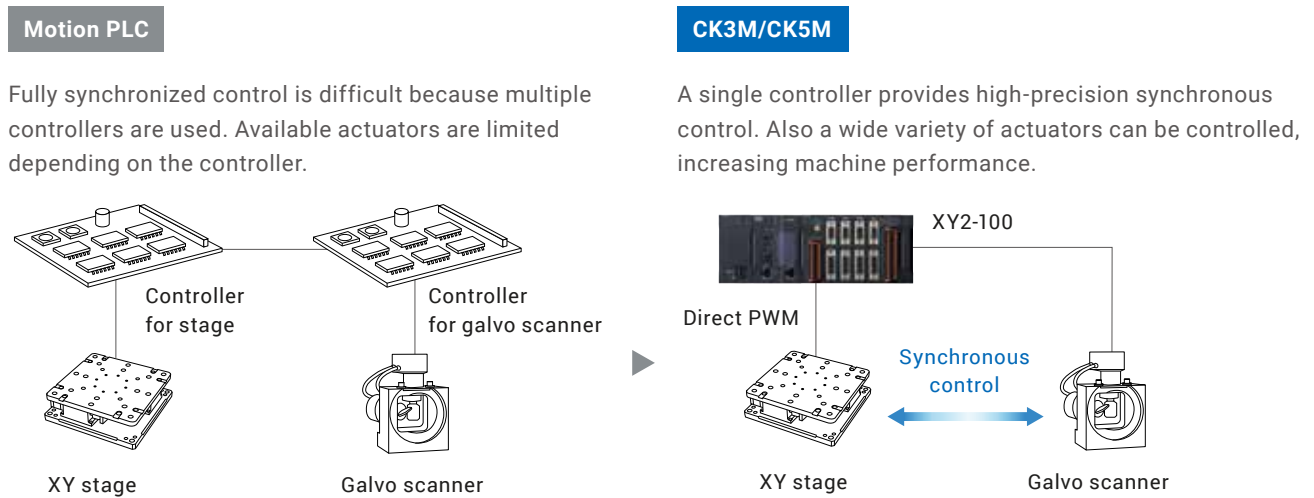 Motion PLC
Fully synchronized control is difficult because multiple
controllers are used. Available actuators are limited
depending on the controller.
Controller
for stage
Controller
for galvo scanner
XY stage
Galvo scanner
CK3M/CK5M
A single controller provides high-precision synchronous
control. Also a wide variety of actuators can be controlled,
increasing machine performance.
XY2-100
Direct PWM
Synchronous
control
XY stage
Galvo scanner